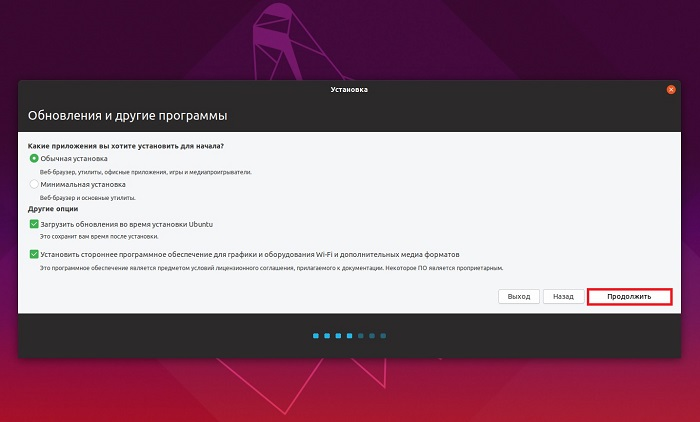 Установка
Обновления и другие программы
Какие приложения вы хотите установить для начала?
Обычная установка
Веб-браузер, утилиты, офисные приложения, игры и медиапроигрыватели.
Минимальная установка
Веб-браузер и основные утилиты.
Другие опции
Загрузить обновления во время установки Ubuntu
Это сохранит вам время после установки.
Установить стороннее программное обеспечение для графики и оборудования Wi-Fi и дополнительных медиа форматов
Это программное обеспечение является предметом условий лицензионного соглашения, прилагаемого к документации. Некоторое ПО является проприетарным.
Выход Назад Продолжить